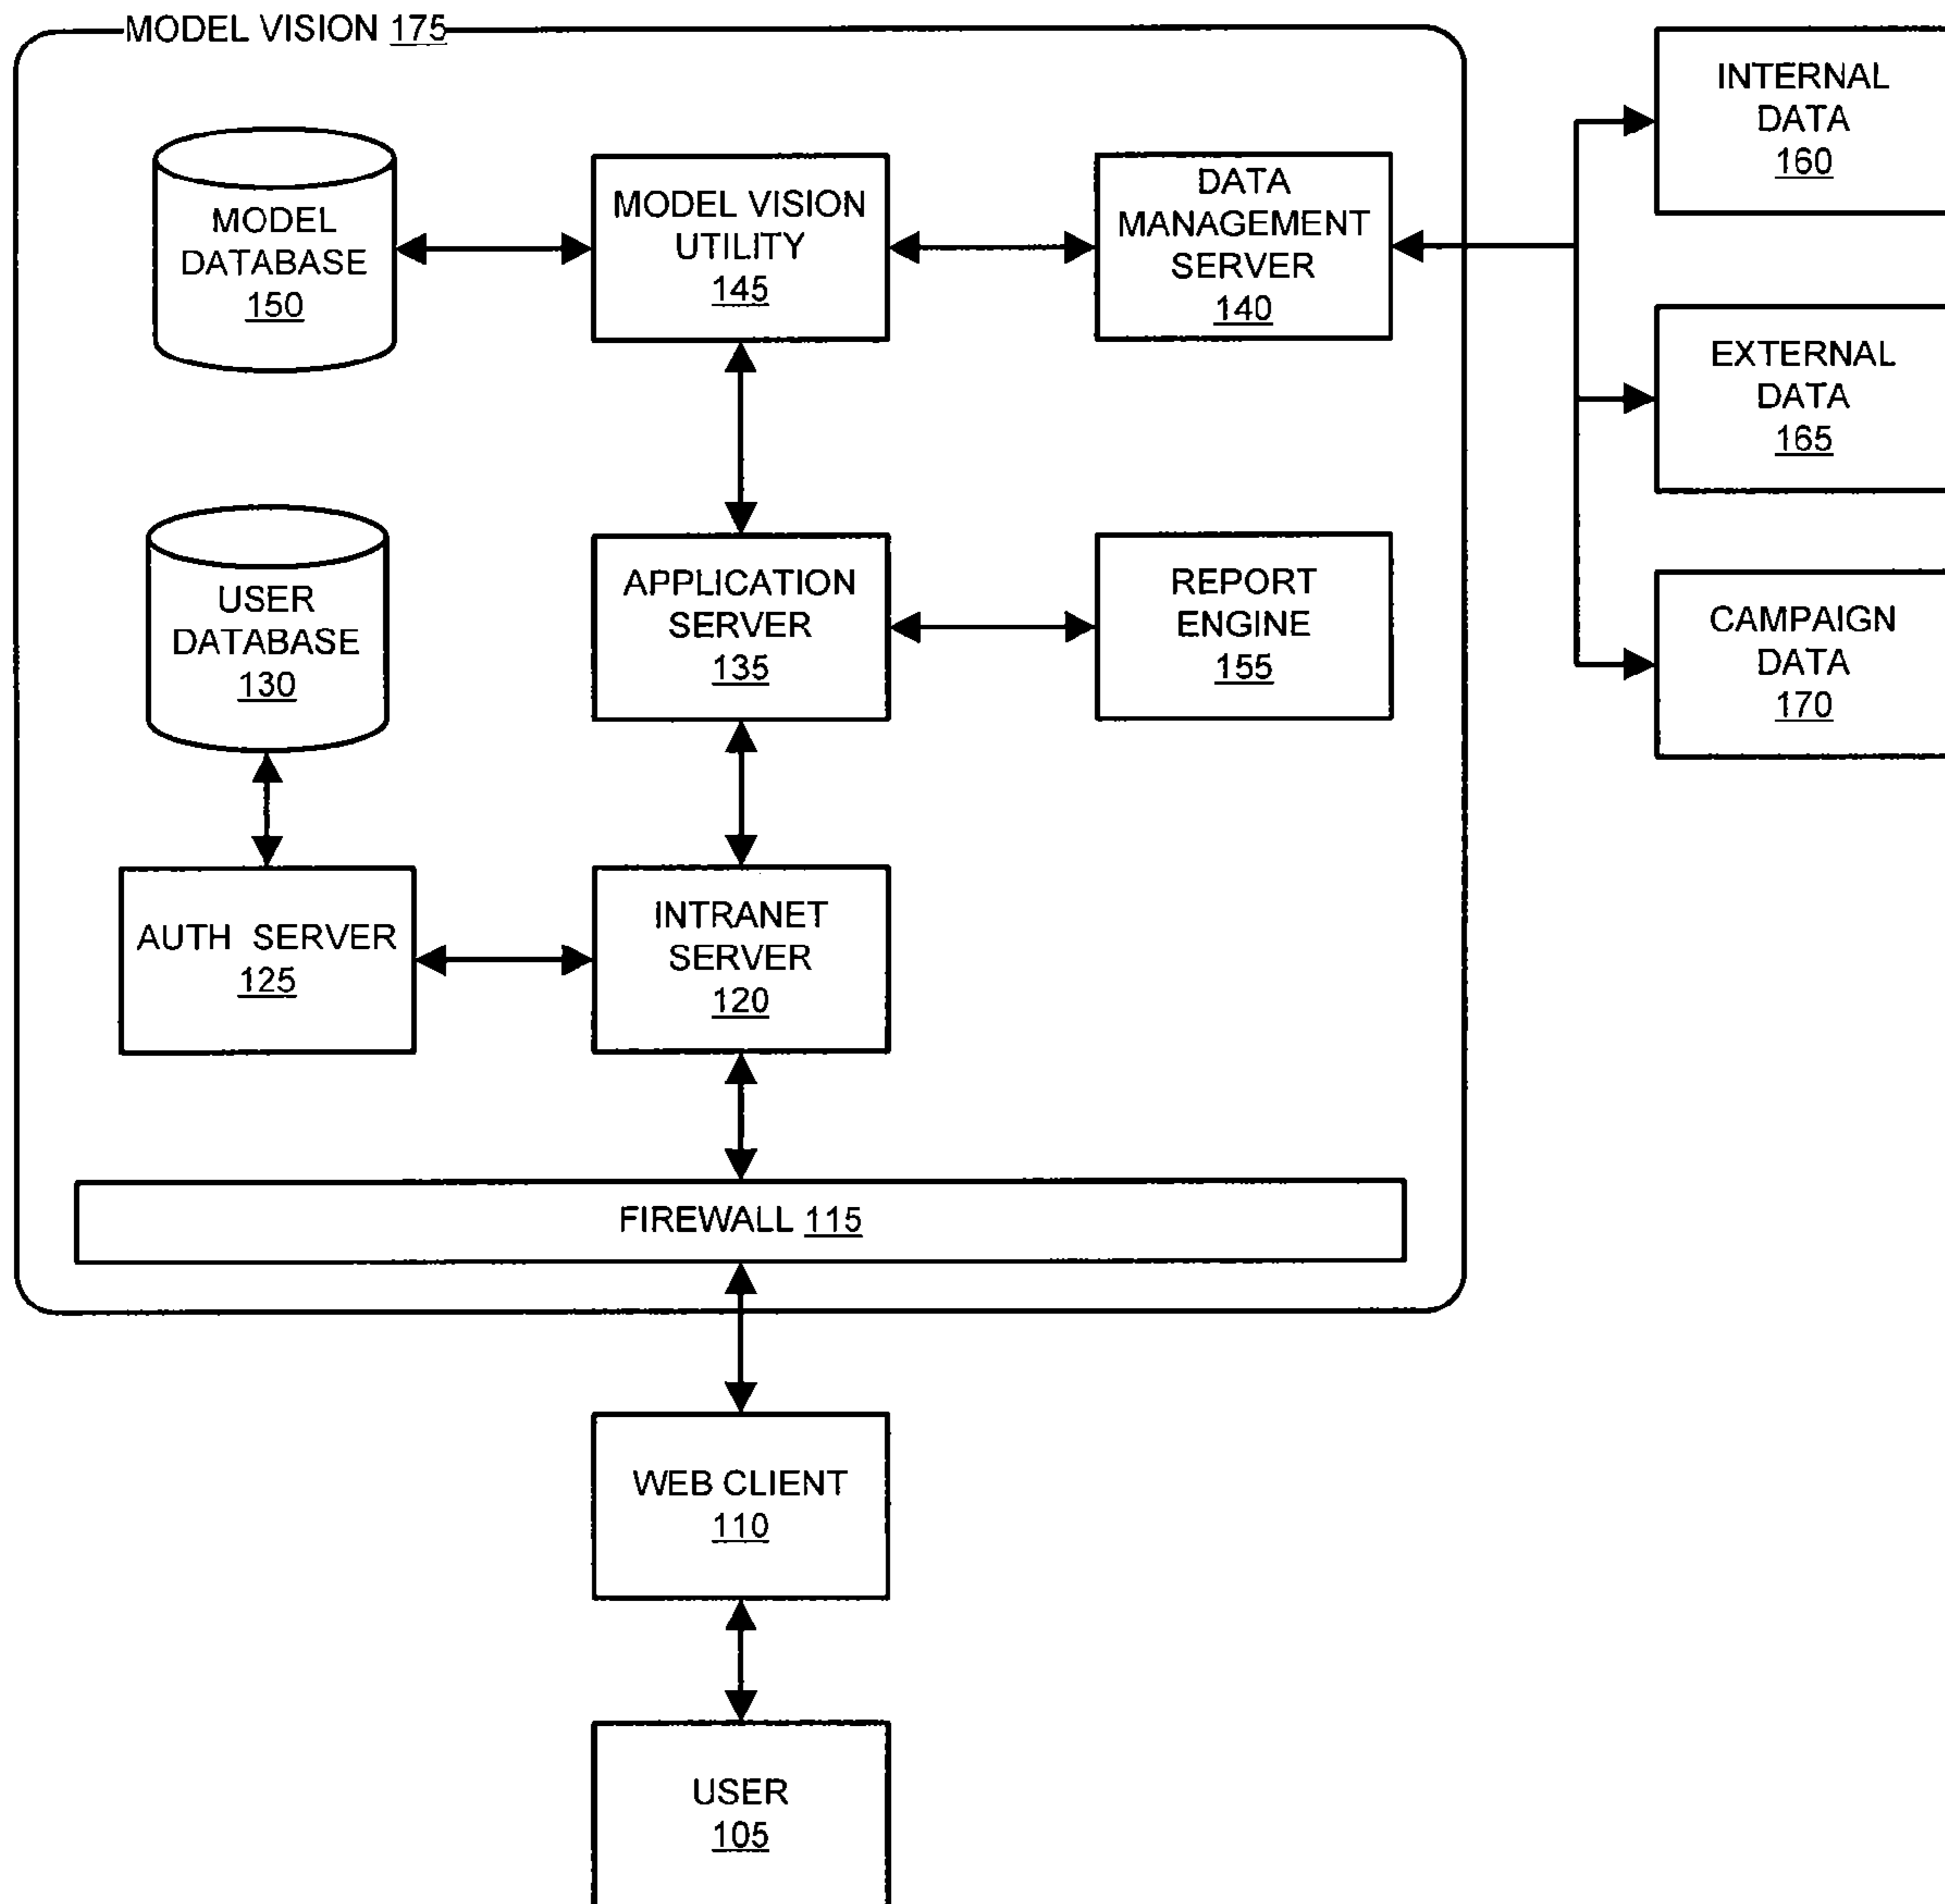 MODEL VISION 175
MODEL
DATABASE
150
MODEL VISION
UTILITY
145
DATA
MANAGEMENT
SERVER
140
INTERNAL
DATA
160
EXTERNAL
DATA
165
USER
DATABASE
130
APPLICATION
SERVER
135
REPORT
ENGINE
155
CAMPAIGN
DATA
170
AUTH SERVER
125
INTRANET
SERVER
120
FIREWALL 115
WEB CLIENT
110
USER
105